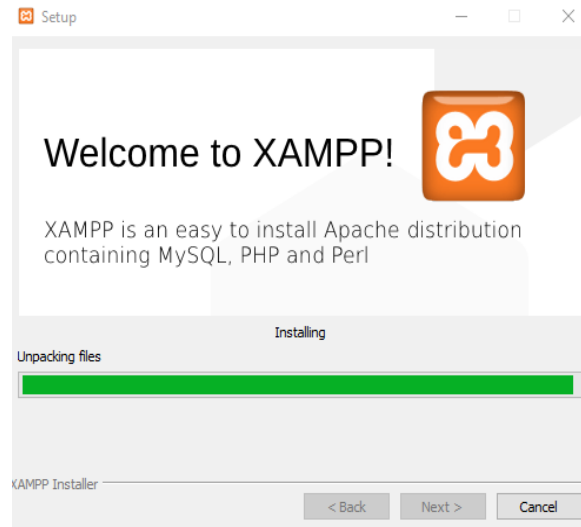 Setup
Welcome to XAMPP!
XAMPP is an easy to install Apache distribution
containing MySQL, PHP and Perl
Installing
Unpacking files
XAMPP Installer
< Back
Next >
Cancel